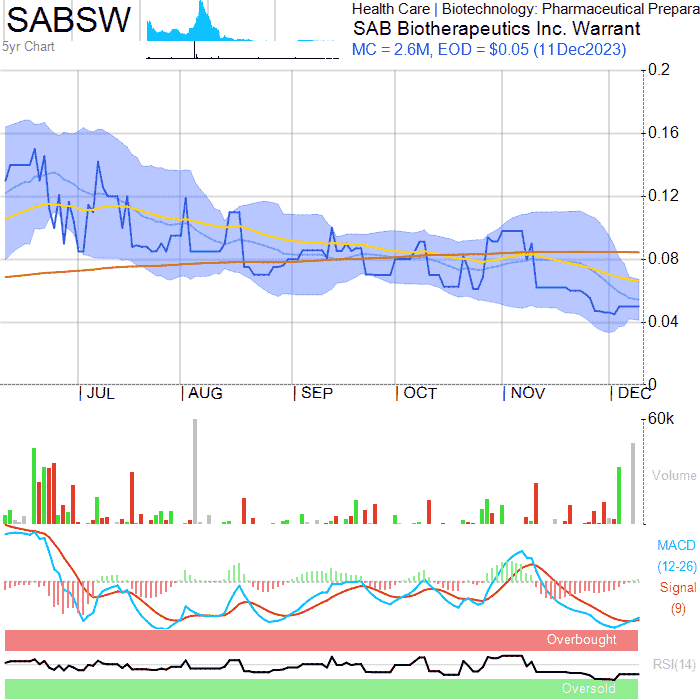 SABSW
5yr Chart
Health Care | Biotechnology: Pharmaceutical Prepara
SAB Biotherapeutics Inc. Warrant
MC = 2.6M, EOD = $0.05 (11Dec2023)
0.2
0.16
0.12
0.08
0.04
0
| JUL | AUG | SEP | OCT | NOV | DEC
60k
Volume
MACD
(12-26)
Signal
(9)
Overbought
RSI(14)
Oversold